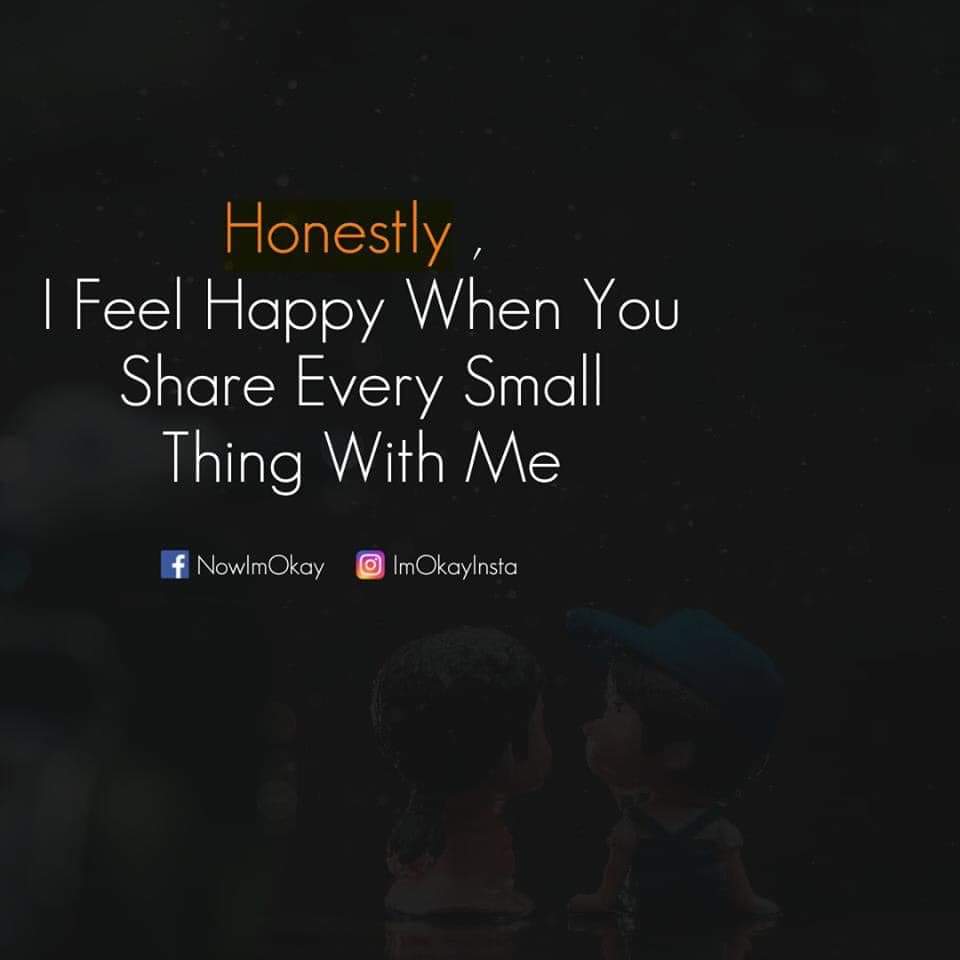 Honestly ,
I Feel Happy When You
Share Every Small
Thing With Me
NowImOkay ImOkayInsta